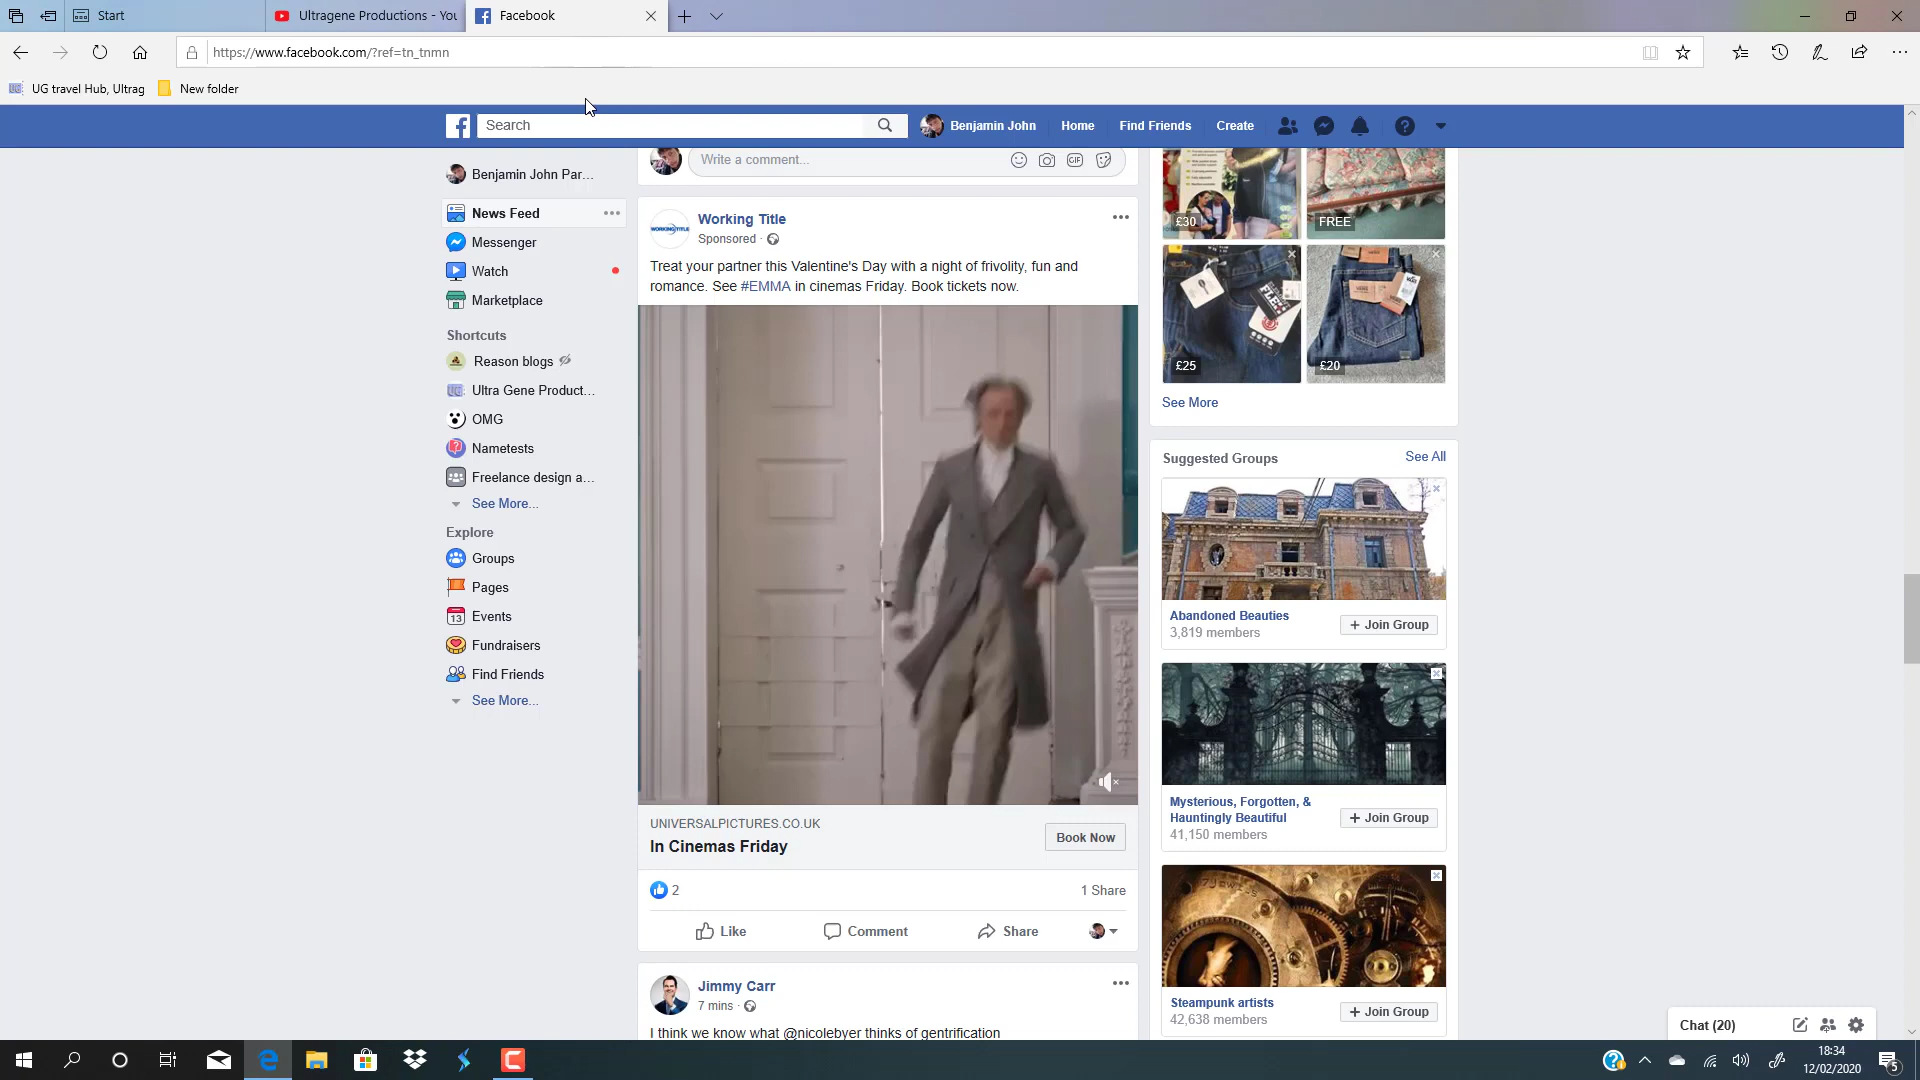 Start
Ultragene Productions - You
Facebook
https://www.facebook.com/?ref=tn_tnmn
UG travel Hub, Ultrag
New folder
Search
Benjamin John
Home
Find Friends
Create
Benjamin John Par...
News Feed
Messenger
Watch
Marketplace
Shortcuts
Reason blogs
Ultra Gene Product...
OMG
Nametests
Freelance design a...
See More...
Explore
Groups
Pages
13
Events
Fundraisers
Find Friends
See More...
Write a comment...
GIF
WORKING TITLE
Working Title
Sponsored ·
Treat your partner this Valentine's Day with a night of frivolity, fun and
romance. See #EMMA in cinemas Friday. Book tickets now.
UNIVERSALPICTURES.CO.UK
In Cinemas Friday
Book Now
2
1 Share
Like
Comment
Share
Jimmy Carr
7 mins ·
I think we know what @nicolebyer thinks of gentrification
£30
FREE
£25
£20
See More
Suggested Groups
See All
Abandoned Beauties
3,819 members
+ Join Group
Mysterious, Forgotten, &
Hauntingly Beautiful
41,150 members
+ Join Group
Steampunk artists
42,638 members
+ Join Group
Chat (20)
18:34
12/02/2020
5